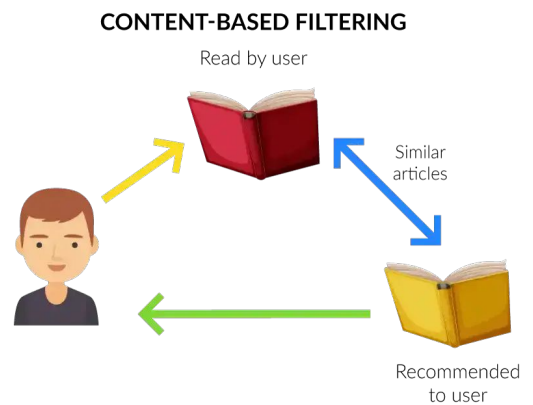 CONTENT-BASED FILTERING
Read by user
Similar
articles
Recommended
to user